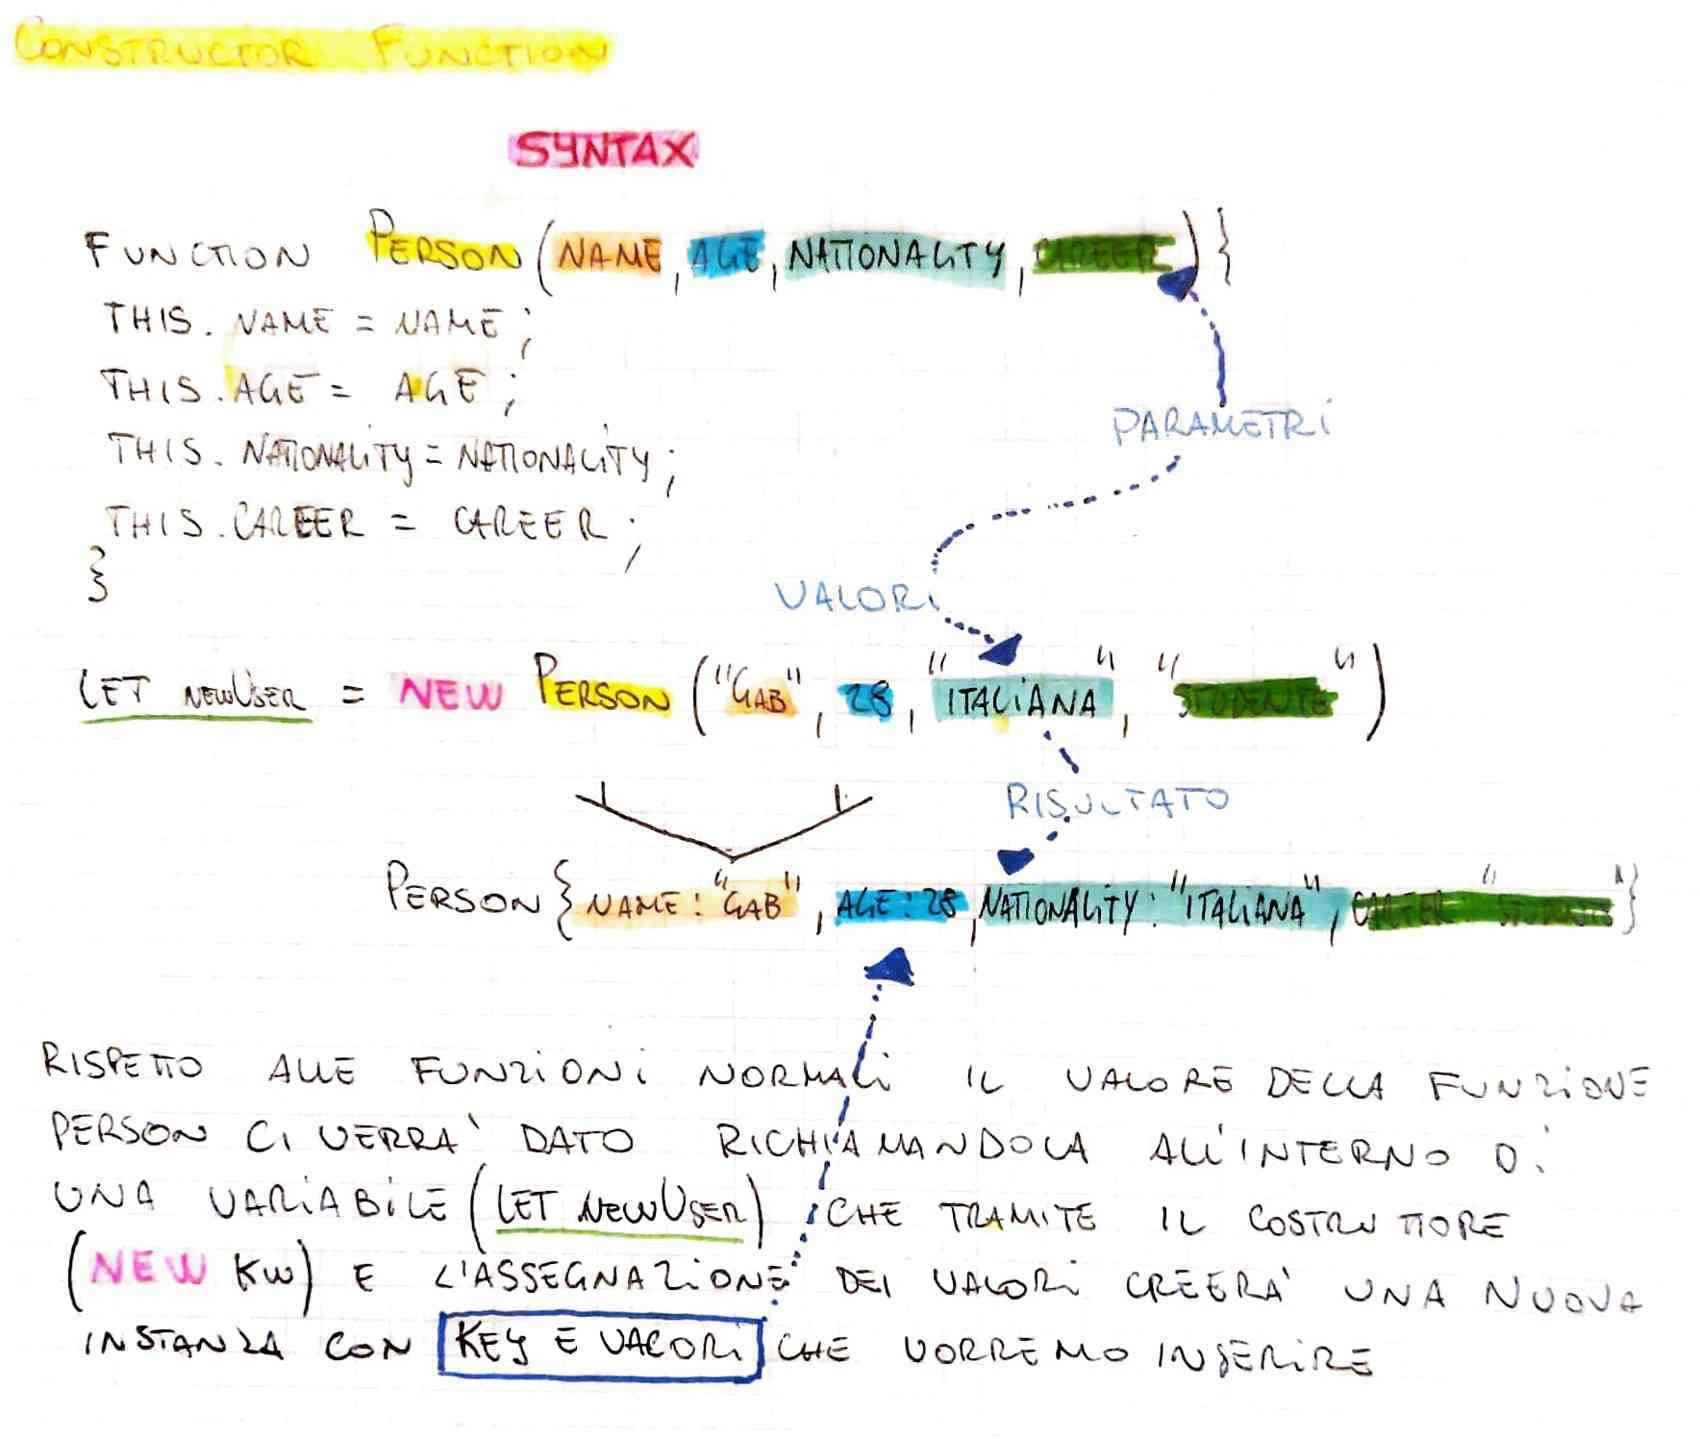 CONSTRUCTOR FUNCTION
SYNTAX
FUNCTION PERSON (NAME, AGE, NATIONALITY, CAREER) {
THIS. NAME = NAME;
THIS. AGE = AGE;
THIS. NATIONALITY = NATIONALITY;
THIS. CAREER = CAREER;
}
PARAMETRI
VALORI
LET NEWUSER = NEW PERSON ("GAB", 28, "ITALIANA", "STUDENTE")
RISULTATO
PERSON { NAME: "GAB", AGE: 28, NATIONALITY: "ITALIANA", CAREER "STUDENTE" }
RISPETTO ALLE FUNZIONI NORMALI IL VALORE DELLA FUNZIONE
PERSON CI VERRA' DATO RICHIAMANDOLA ALL'INTERNO DI
UNA VARIABILE (LET NEWUSER) CHE TRAMITE IL COSTRUTTORE
(NEW KW) E L'ASSEGNAZIONE DEI VALORI CREERA' UNA NUOVA
INSTANZA CON KEY E VALORI CHE VORREMO INSERIRE